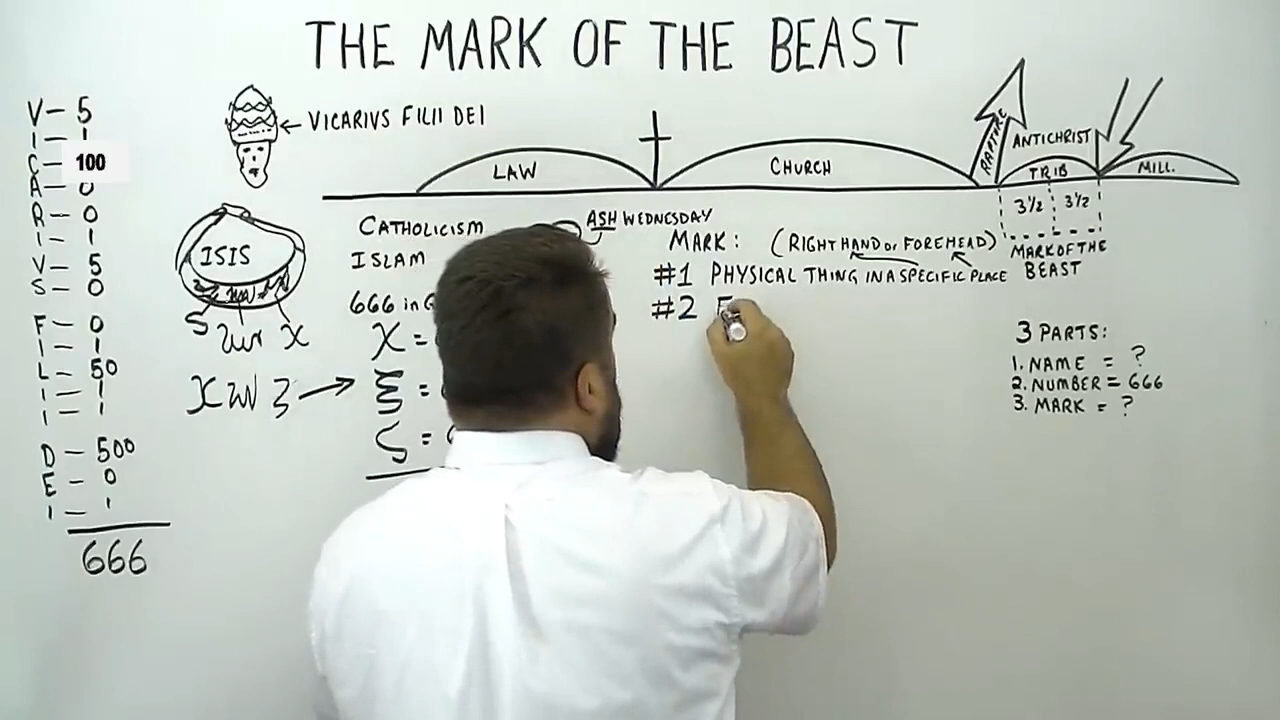 THE MARK OF THE BEAST
V - 5
I - 1
C - 100
A - 0
R - 0
I - 1
V - 5
S - 0
F - 0
I - 1
L - 50
I - 1
I - 1
D - 500
E - 0
I - 1
666
← VICARIUS FILII DEI
LAW
CHURCH
RAPTURE
ANTICHRIST
TRIB
MILL.
3½ 3½
MARK OF THE
BEAST
ISIS
CATHOLICISM
ISLAM
ASH WEDNESDAY
666 in
χ =
ξ =
ς =
MARK: (RIGHT HAND or FOREHEAD)
#1 PHYSICAL THING IN A SPECIFIC PLACE
#2
3 PARTS:
1. NAME = ?
2. NUMBER = 666
3. MARK = ?